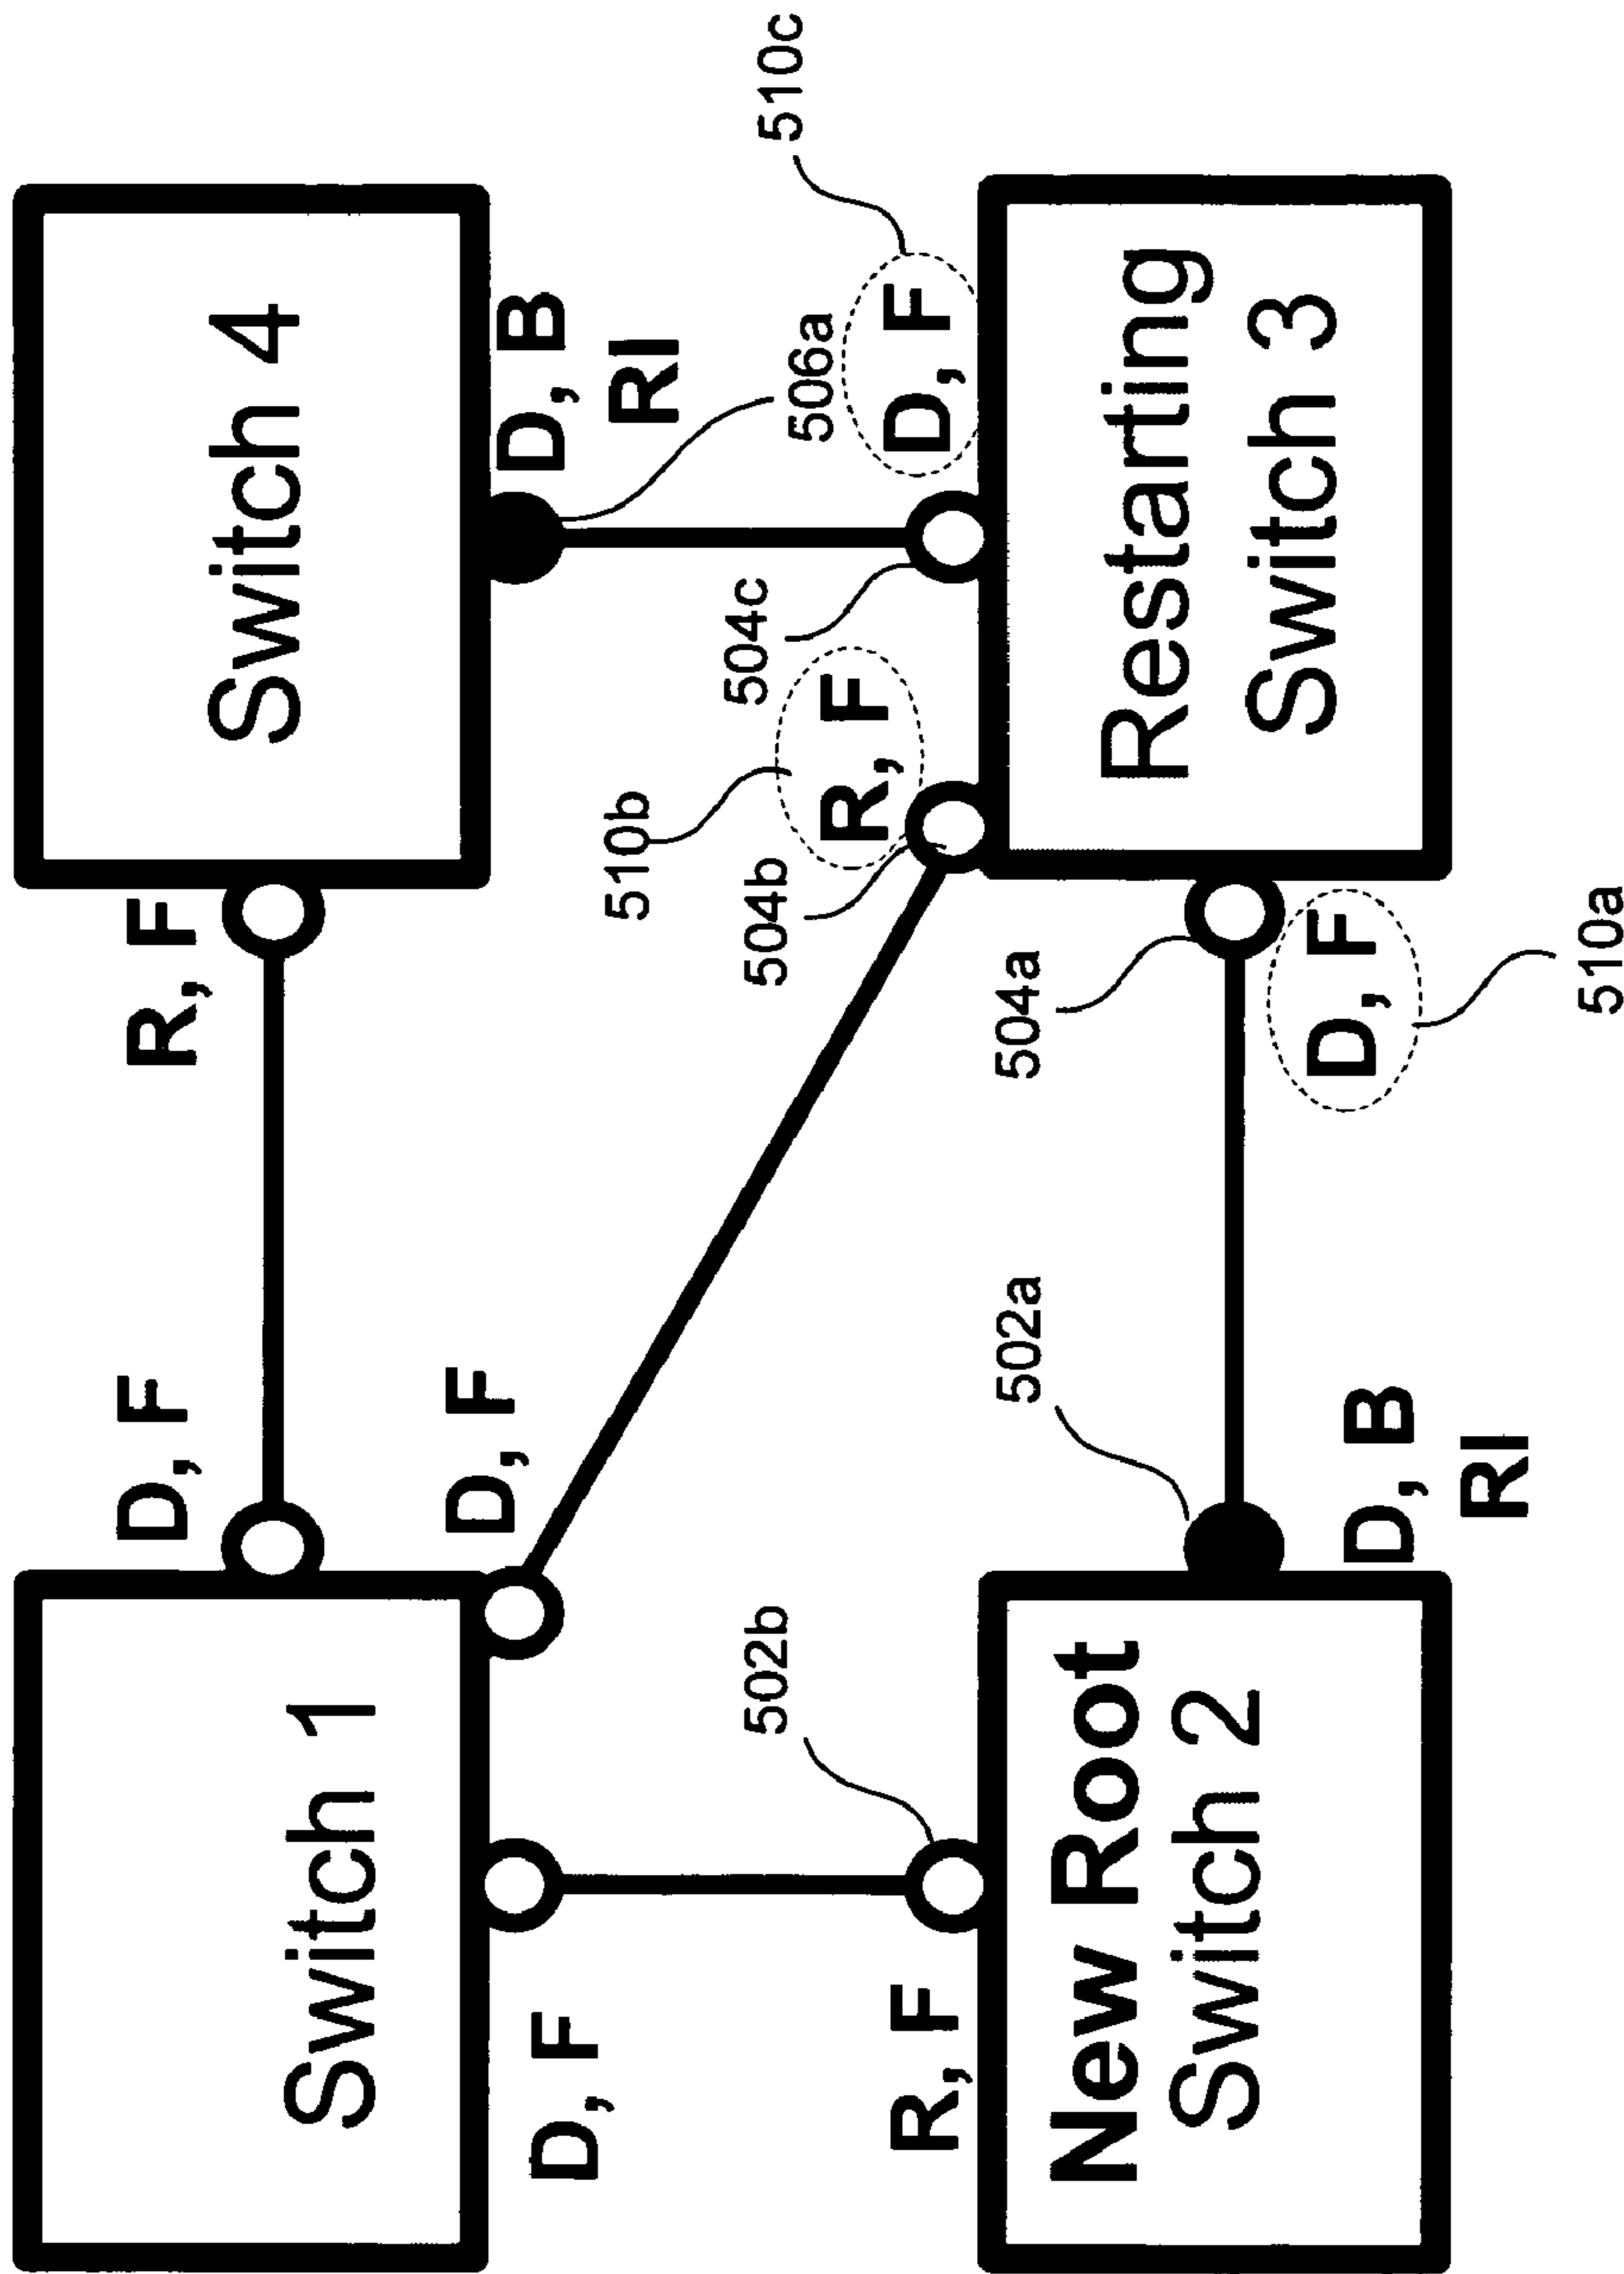 Switch 1
D, F
D, F
D, F
R, F
Switch 4
D, B
RI
506a
510c
D, F
504c
510b
R, F
504b
502b
R, F
New Root
Switch 2
502a
D, B
RI
504a
D, F
510a
Restarting
Switch 3